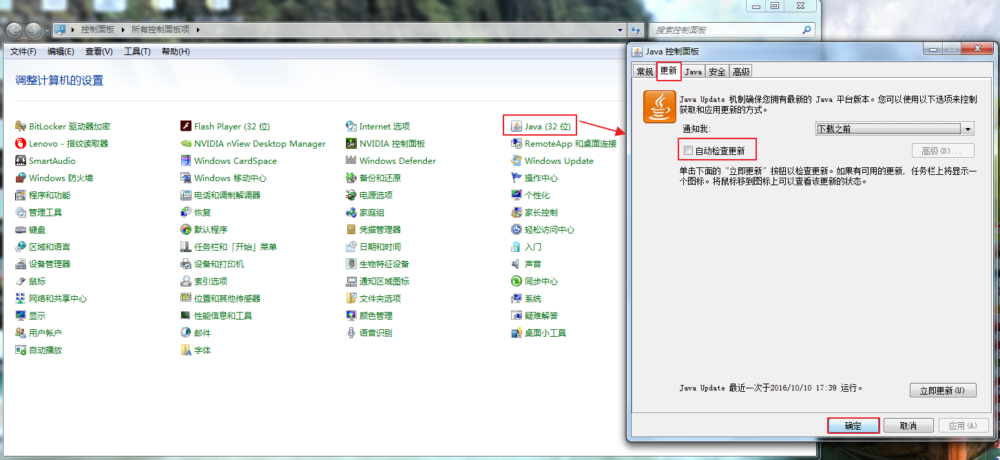 控制面板 所有控制面板项
搜索控制面板
文件(F) 编辑(E) 查看(V) 工具(T) 帮助(H)
调整计算机的设置
BitLocker 驱动器加密 Flash Player (32 位) Internet 选项 Java (32 位)
Lenovo - 指纹读取器 NVIDIA nView Desktop Manager NVIDIA 控制面板 RemoteApp 和桌面连接
SmartAudio Windows CardSpace Windows Defender Windows Update
Windows 防火墙 Windows 移动中心 备份和还原 操作中心
程序和功能 电话和调制解调器 电源选项 个性化
管理工具 恢复 家庭组 家长控制
键盘 默认程序 凭据管理器 轻松访问中心
区域和语言 任务栏和「开始」菜单 日期和时间 入门
设备管理器 设备和打印机 生物特征设备 声音
鼠标 索引选项 通知区域图标 同步中心
网络和共享中心 位置和其他传感器 文件夹选项 系统
显示 性能信息和工具 颜色管理 疑难解答
用户帐户 邮件 语音识别 桌面小工具
自动播放 字体
Java 控制面板
常规 更新 Java 安全 高级
Java Update 机制确保您拥有最新的 Java 平台版本。您可以使用以下选项来控制
获取和应用更新的方式。
通知我: 下载之前
自动检查更新 高级(D)...
单击下面的 "立即更新" 按钮以检查更新。如果有可用的更新, 任务栏上将显示一
个图标。将鼠标移到图标上可以查看该更新的状态。
Java Update 最近一次于2016/10/10 17:39 运行。
立即更新(U)
确定 取消 应用(A)